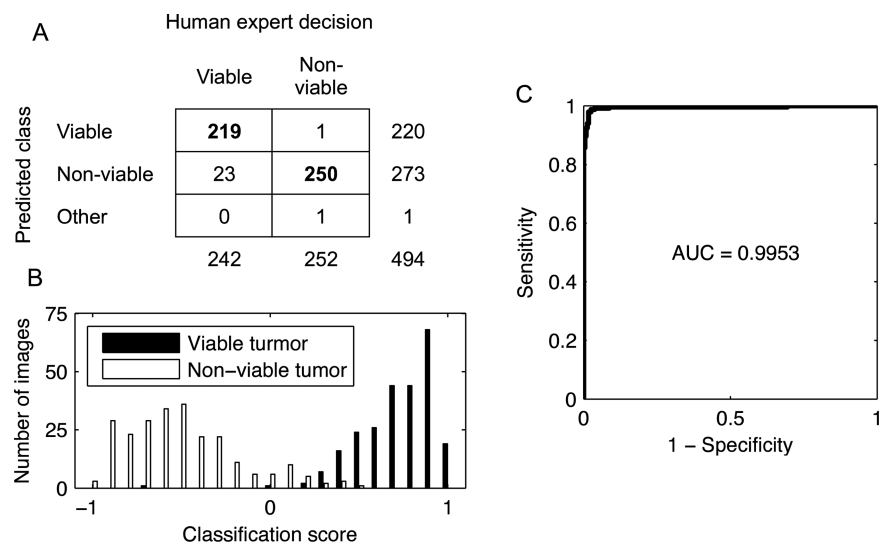 A
Human expert decision
Viable
Non-
viable
Predicted class
Viable 219 1 220
Non-viable 23 250 273
Other 0 1 1
242 252 494
B
Number of images
75
50
25
0
Viable turmor
Non-viable tumor
-1 0 1
Classification score
C
Sensitivity
1
0.8
0.6
0.4
0.2
0
AUC = 0.9953
0 0.5 1
1 - Specificity